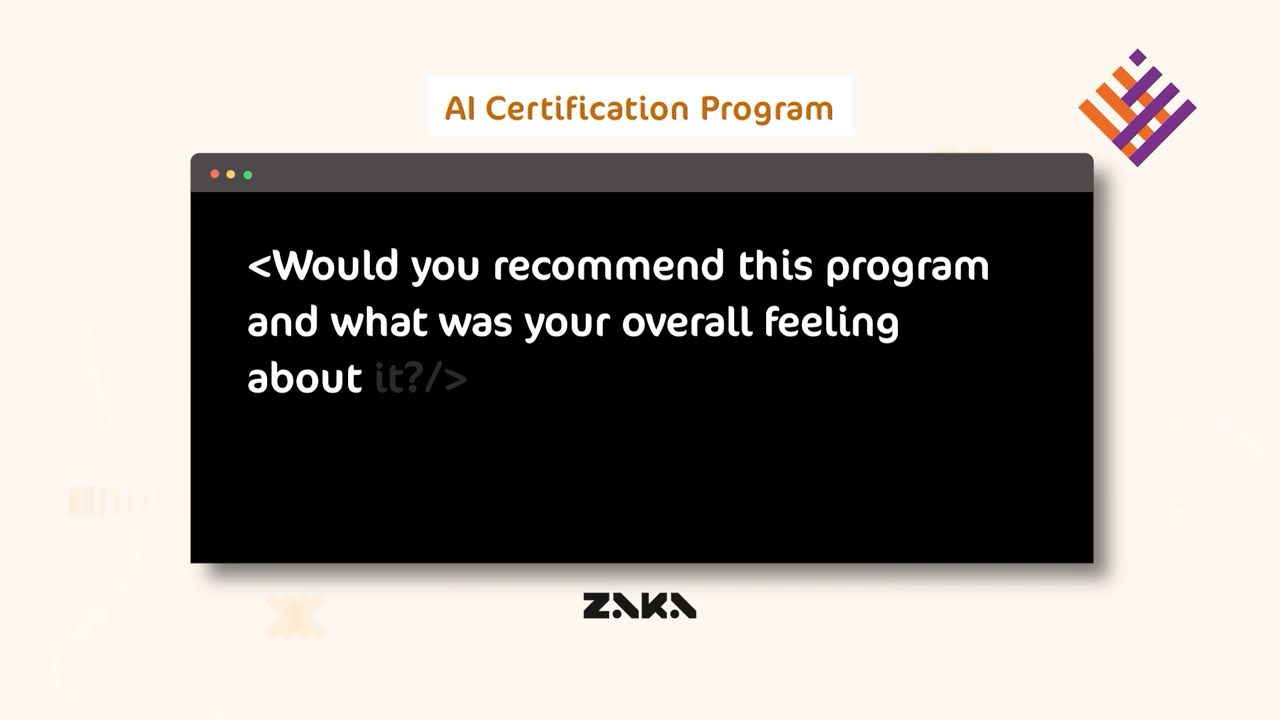 AI Certification Program
<Would you recommend this program
and what was your overall feeling
about it?/>
ZAKA